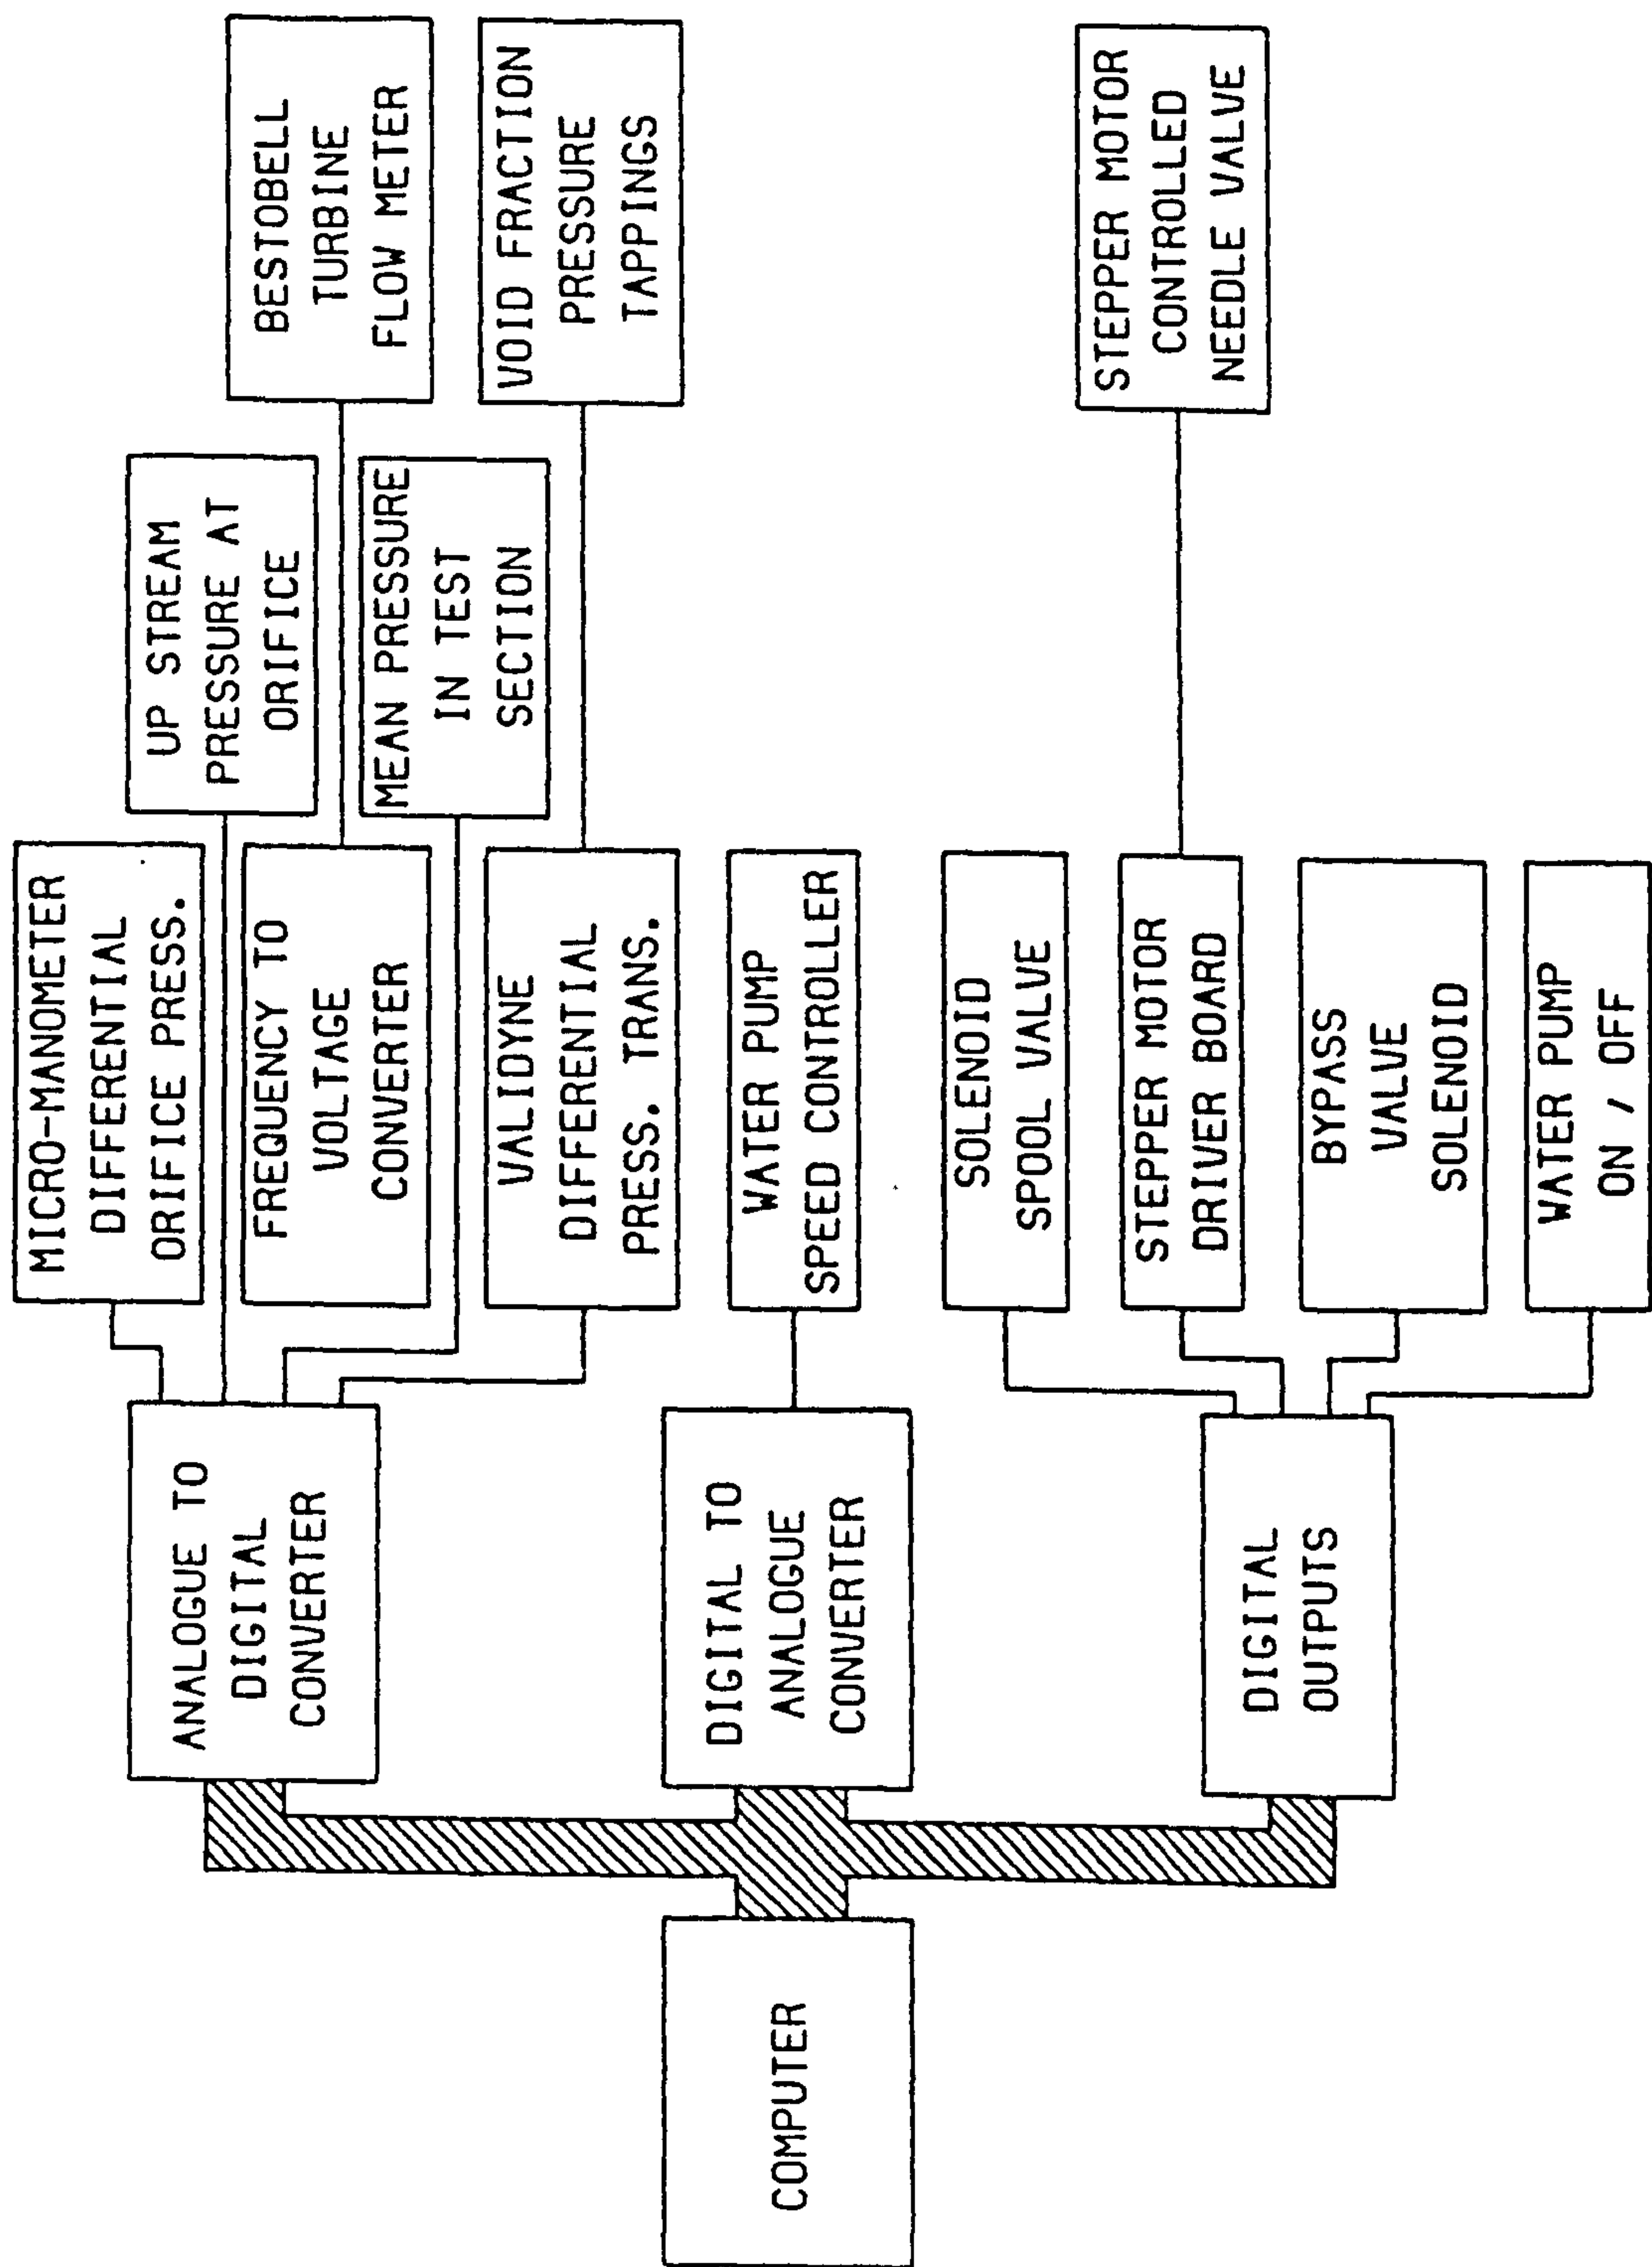 COMPUTER
ANALOGUE TO
DIGITAL
CONVERTER
DIGITAL TO
ANALOGUE
CONVERTER
DIGITAL
OUTPUTS
MICRO-MANOMETER
DIFFERENTIAL
ORIFICE PRESS.
UP STREAM
PRESSURE AT
ORIFICE
FREQUENCY TO
VOLTAGE
CONVERTER
BESTOBELL
TURBINE
FLOW METER
MEAN PRESSURE
IN TEST
SECTION
VALIDYNE
DIFFERENTIAL
PRESS. TRANS.
VOID FRACTION
PRESSURE
TAPPINGS
WATER PUMP
SPEED CONTROLLER
SOLENOID
SPOOL VALVE
STEPPER MOTOR
DRIVER BOARD
STEPPER MOTOR
CONTROLLED
NEEDLE VALVE
BYPASS
VALVE
SOLENOID
WATER PUMP
ON / OFF